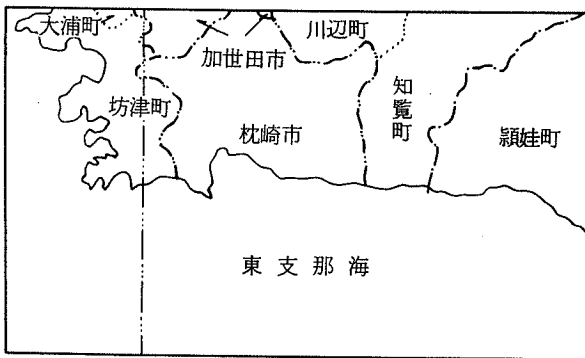 大浦町
川辺町
加世田市
坊津町
知覧町
枕崎市
頴娃町
東支那海